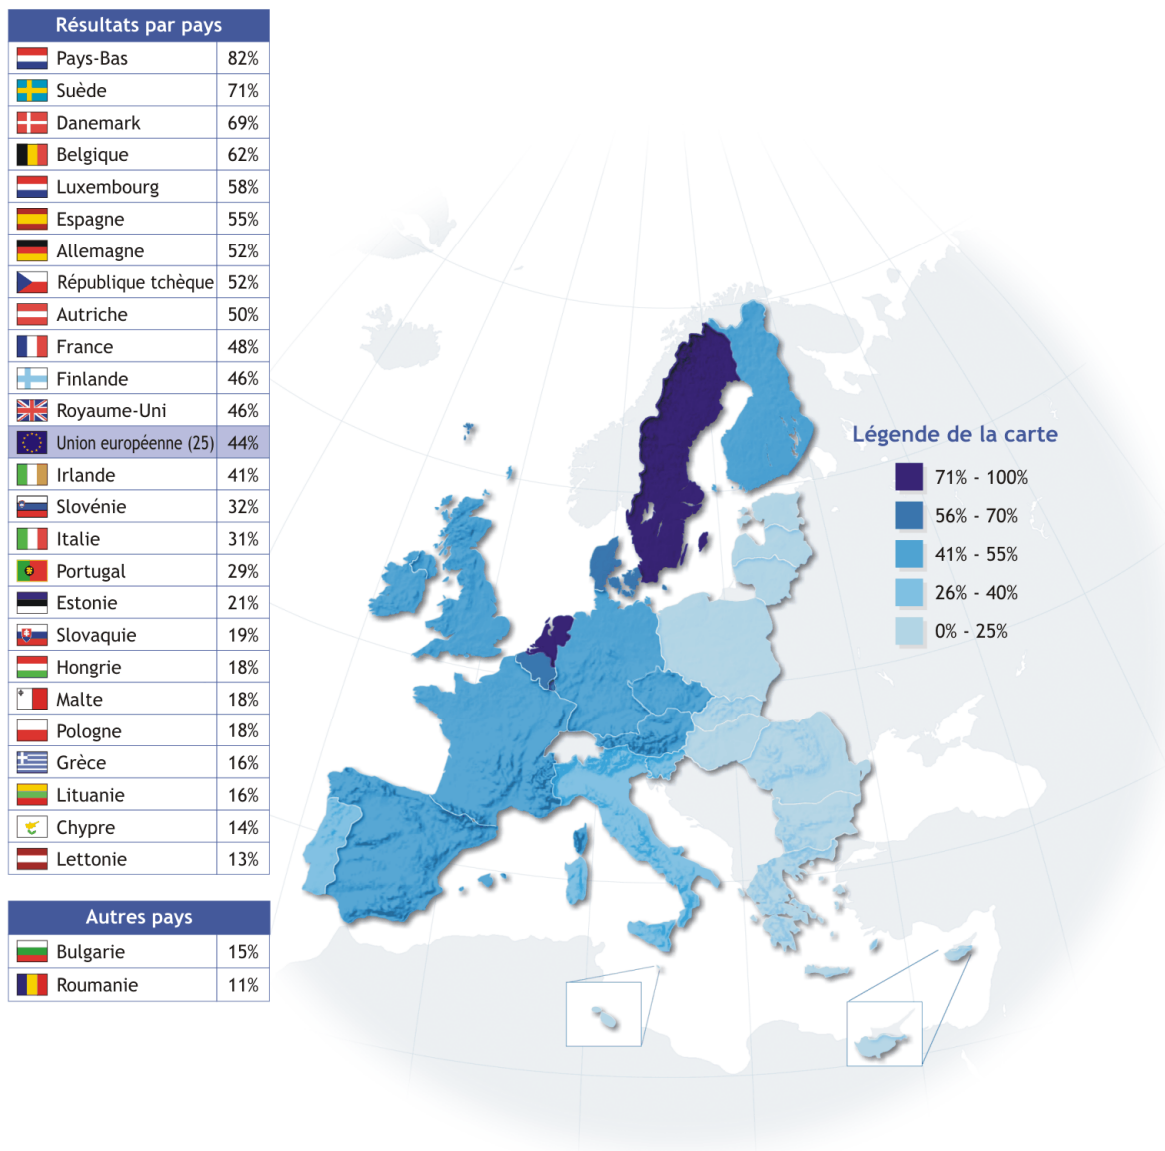 Résultats par pays
Pays-Bas 82%
Suède 71%
Danemark 69%
Belgique 62%
Luxembourg 58%
Espagne 55%
Allemagne 52%
République tchèque 52%
Autriche 50%
France 48%
Finlande 46%
Royaume-Uni 46%
Union européenne (25) 44%
Irlande 41%
Slovénie 32%
Italie 31%
Portugal 29%
Estonie 21%
Slovaquie 19%
Hongrie 18%
Malte 18%
Pologne 18%
Grèce 16%
Lituanie 16%
Chypre 14%
Lettonie 13%
Autres pays
Bulgarie 15%
Roumanie 11%
Légende de la carte
71% - 100%
56% - 70%
41% - 55%
26% - 40%
0% - 25%